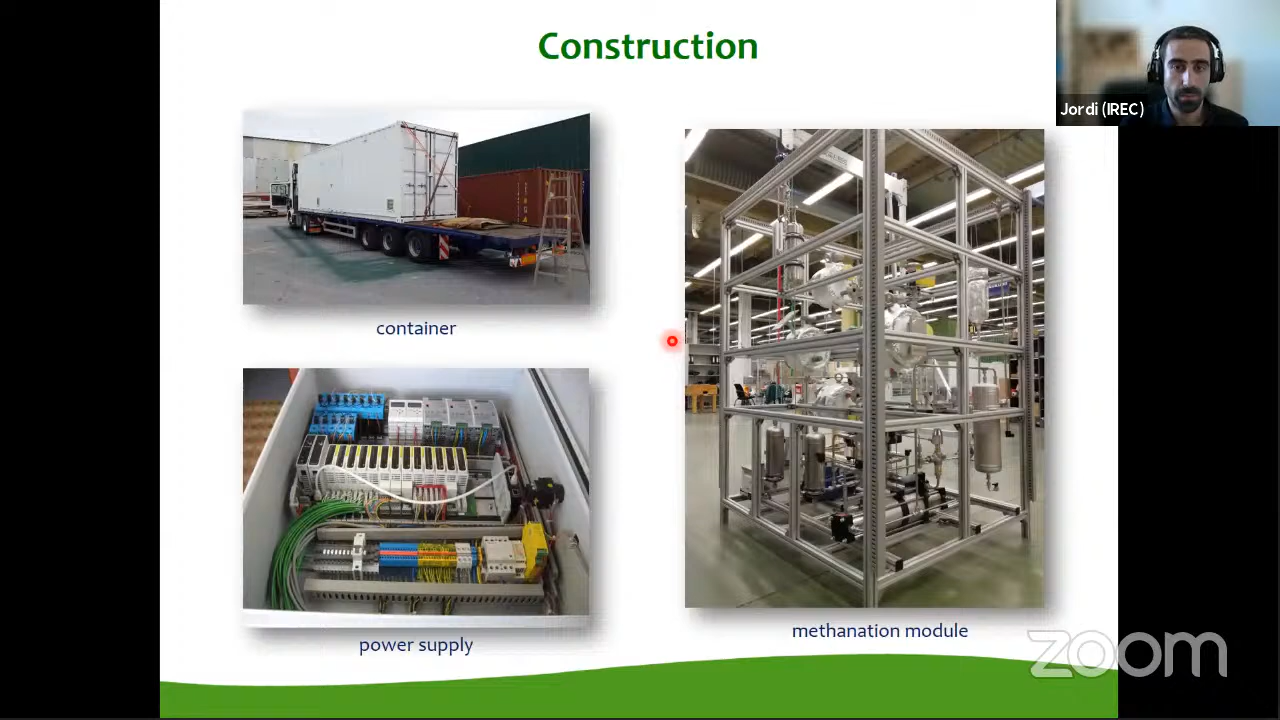 Construction
Jordi (IREC)
container
power supply
methanation module
zoom